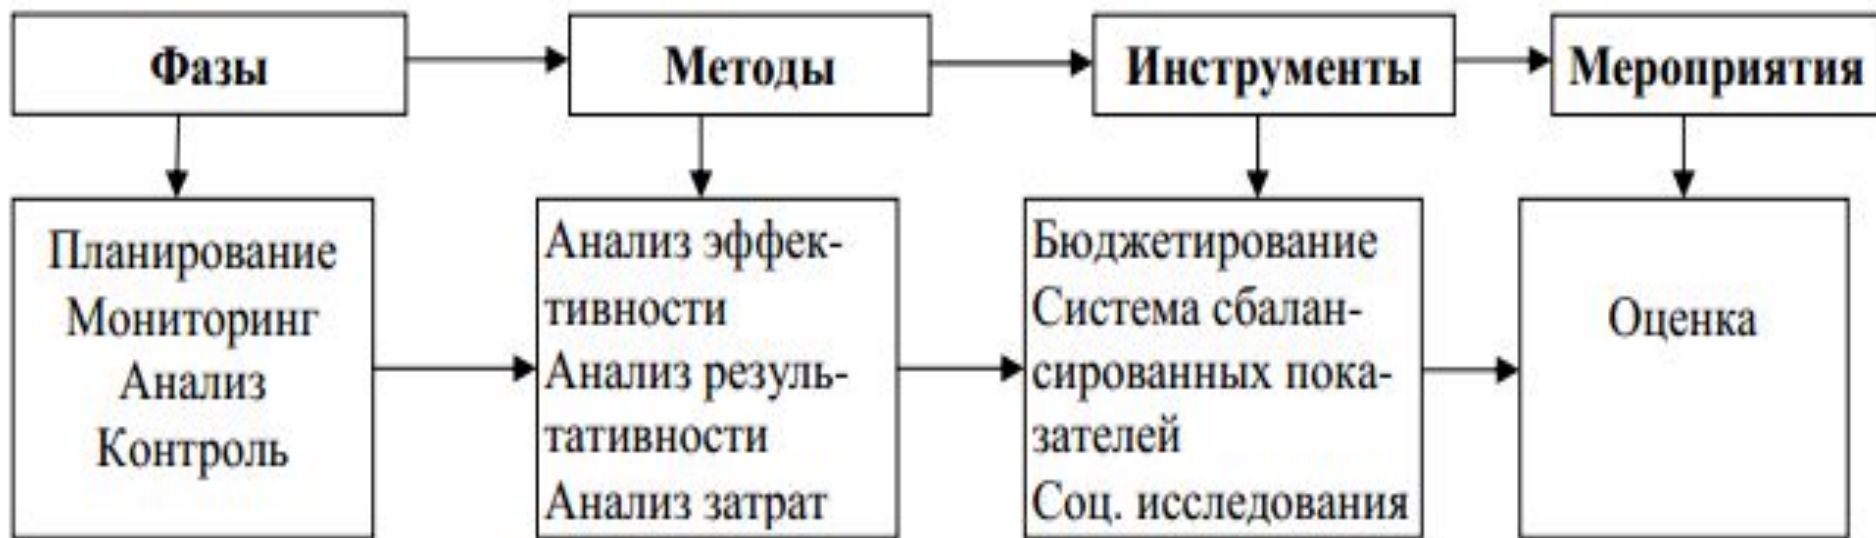 Фазы
Методы
Инструменты
Мероприятия
Планирование
Мониторинг
Анализ
Контроль
Анализ эффек-
тивности
Анализ резуль-
тативности
Анализ затрат
Бюджетирование
Система сбалан-
сированных пока-
зателей
Соц. исследования
Оценка